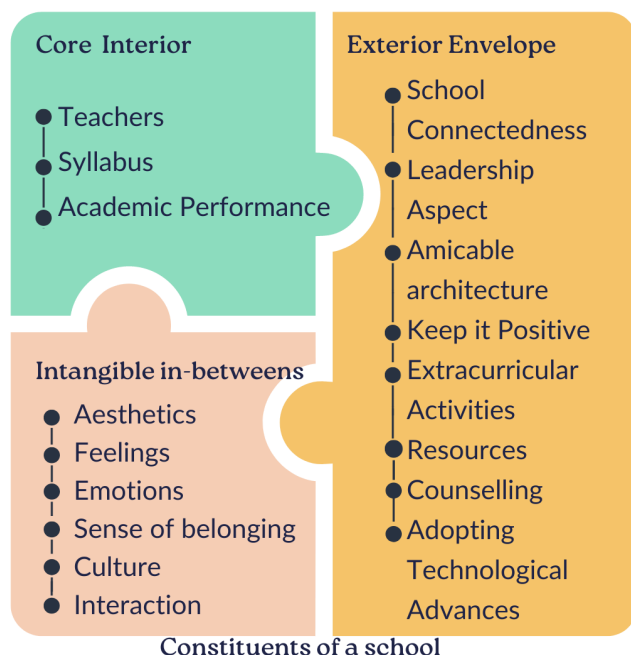 Core Interior
Teachers
Syllabus
Academic Performance
Exterior Envelope
School
Connectedness
Leadership
Aspect
Amicable
architecture
Keep it Positive
Extracurricular
Activities
Resources
Counselling
Adopting
Technological
Advances
Intangible in-betweens
Aesthetics
Feelings
Emotions
Sense of belonging
Culture
Interaction
Constituents of a school